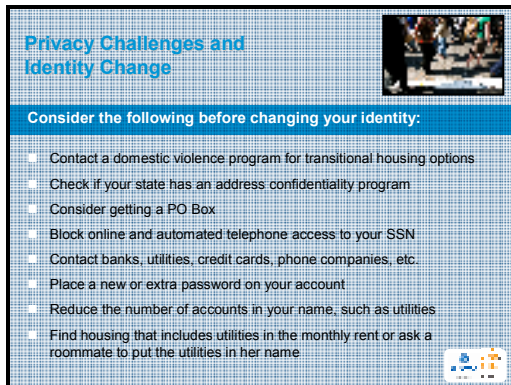 Privacy Challenges and
Identity Change
Consider the following before changing your identity:
Contact a domestic violence program for transitional housing options
Check if your state has an address confidentiality program
Consider getting a PO Box
Block online and automated telephone access to your SSN
Contact banks, utilities, credit cards, phone companies, etc.
Place a new or extra password on your account
Reduce the number of accounts in your name, such as utilities
Find housing that includes utilities in the monthly rent or ask a
roommate to put the utilities in her name